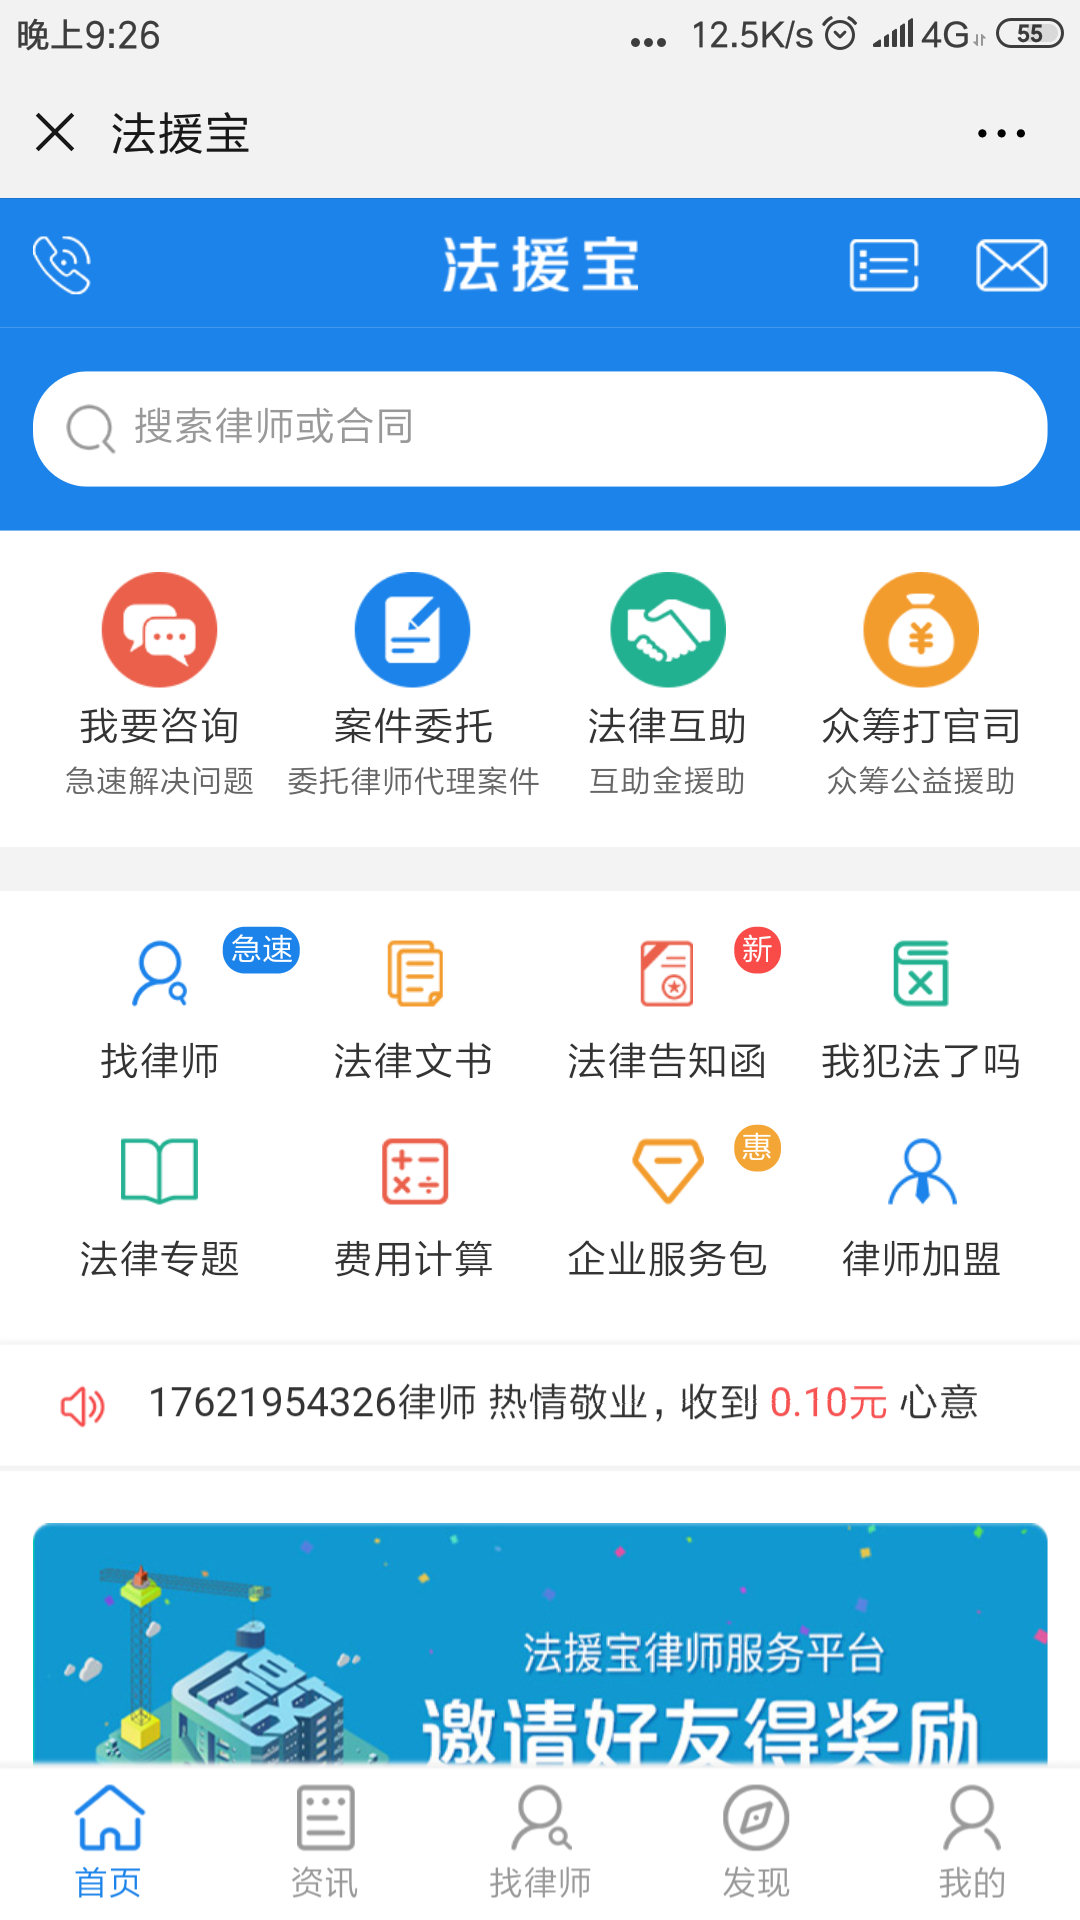 晚上9:26 ... 12.5K/s 4G 55
法援宝 ...
法援宝
搜索律师或合同
我要咨询 案件委托 法律互助 众筹打官司
急速解决问题 委托律师代理案件 互助金援助 众筹公益援助
急速 新
找律师 法律文书 法律告知函 我犯法了吗
惠
法律专题 费用计算 企业服务包 律师加盟
17621954326律师 热情敬业，收到 0.10元 心意
法援宝律师服务平台
邀请好友得奖励
首页 资讯 找律师 发现 我的